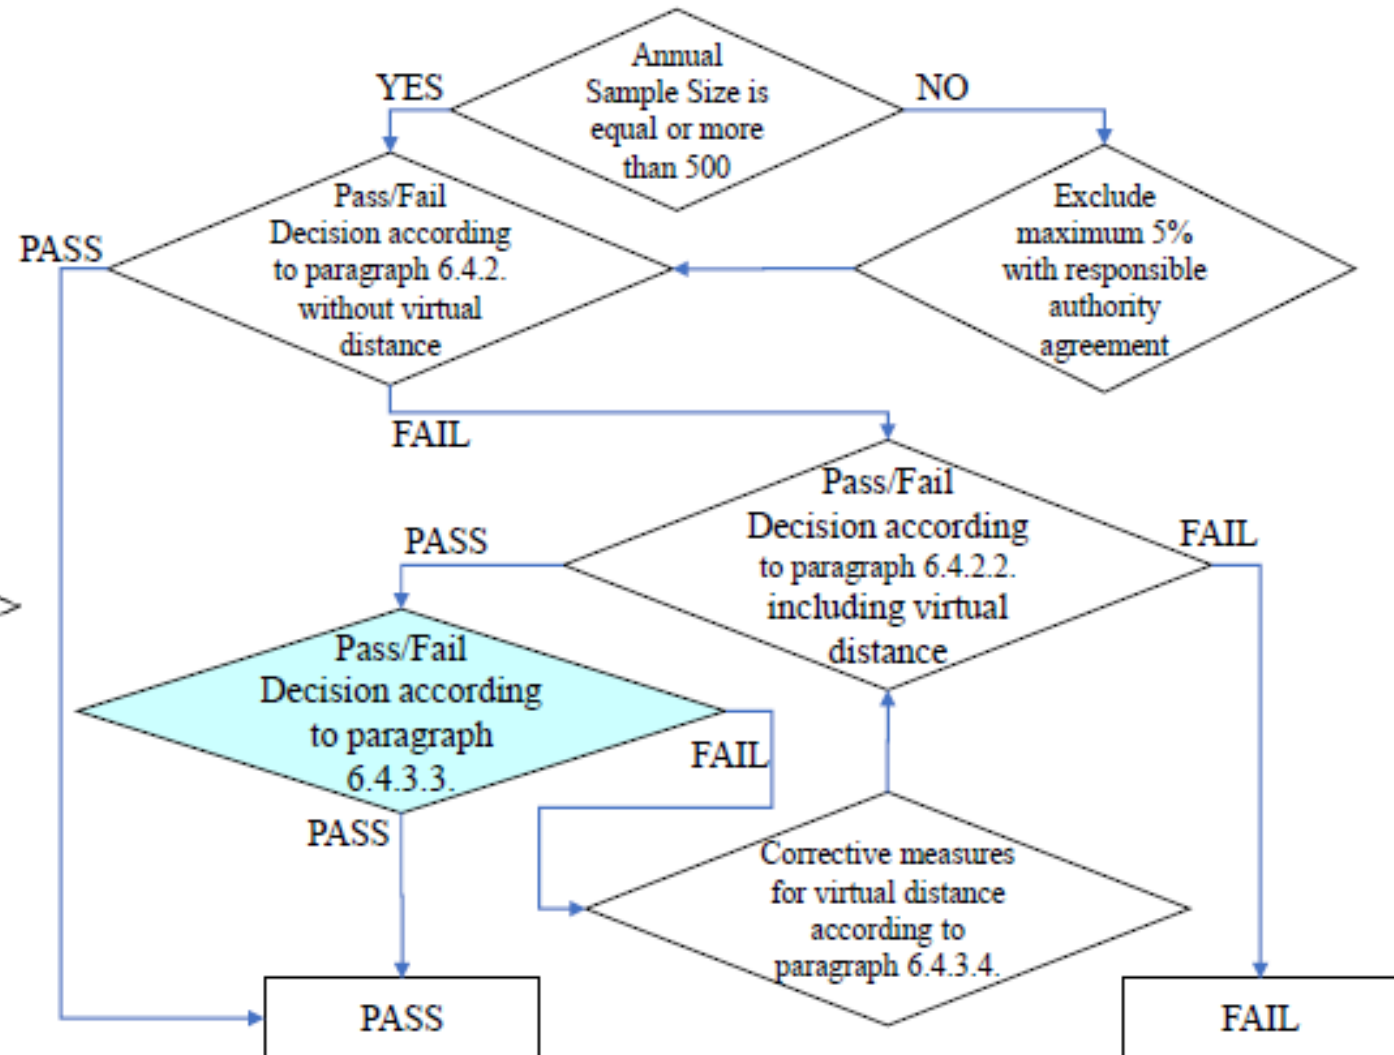 Annual
Sample Size is
equal or more
than 500
YES
NO
Pass/Fail
Decision according
to paragraph 6.4.2.
without virtual
distance
Exclude
maximum 5%
with responsible
authority
agreement
PASS
FAIL
Pass/Fail
Decision according
to paragraph 6.4.2.2.
including virtual
distance
PASS
FAIL
Pass/Fail
Decision according
to paragraph
6.4.3.3.
FAIL
PASS
Corrective measures
for virtual distance
according to
paragraph 6.4.3.4.
PASS
FAIL